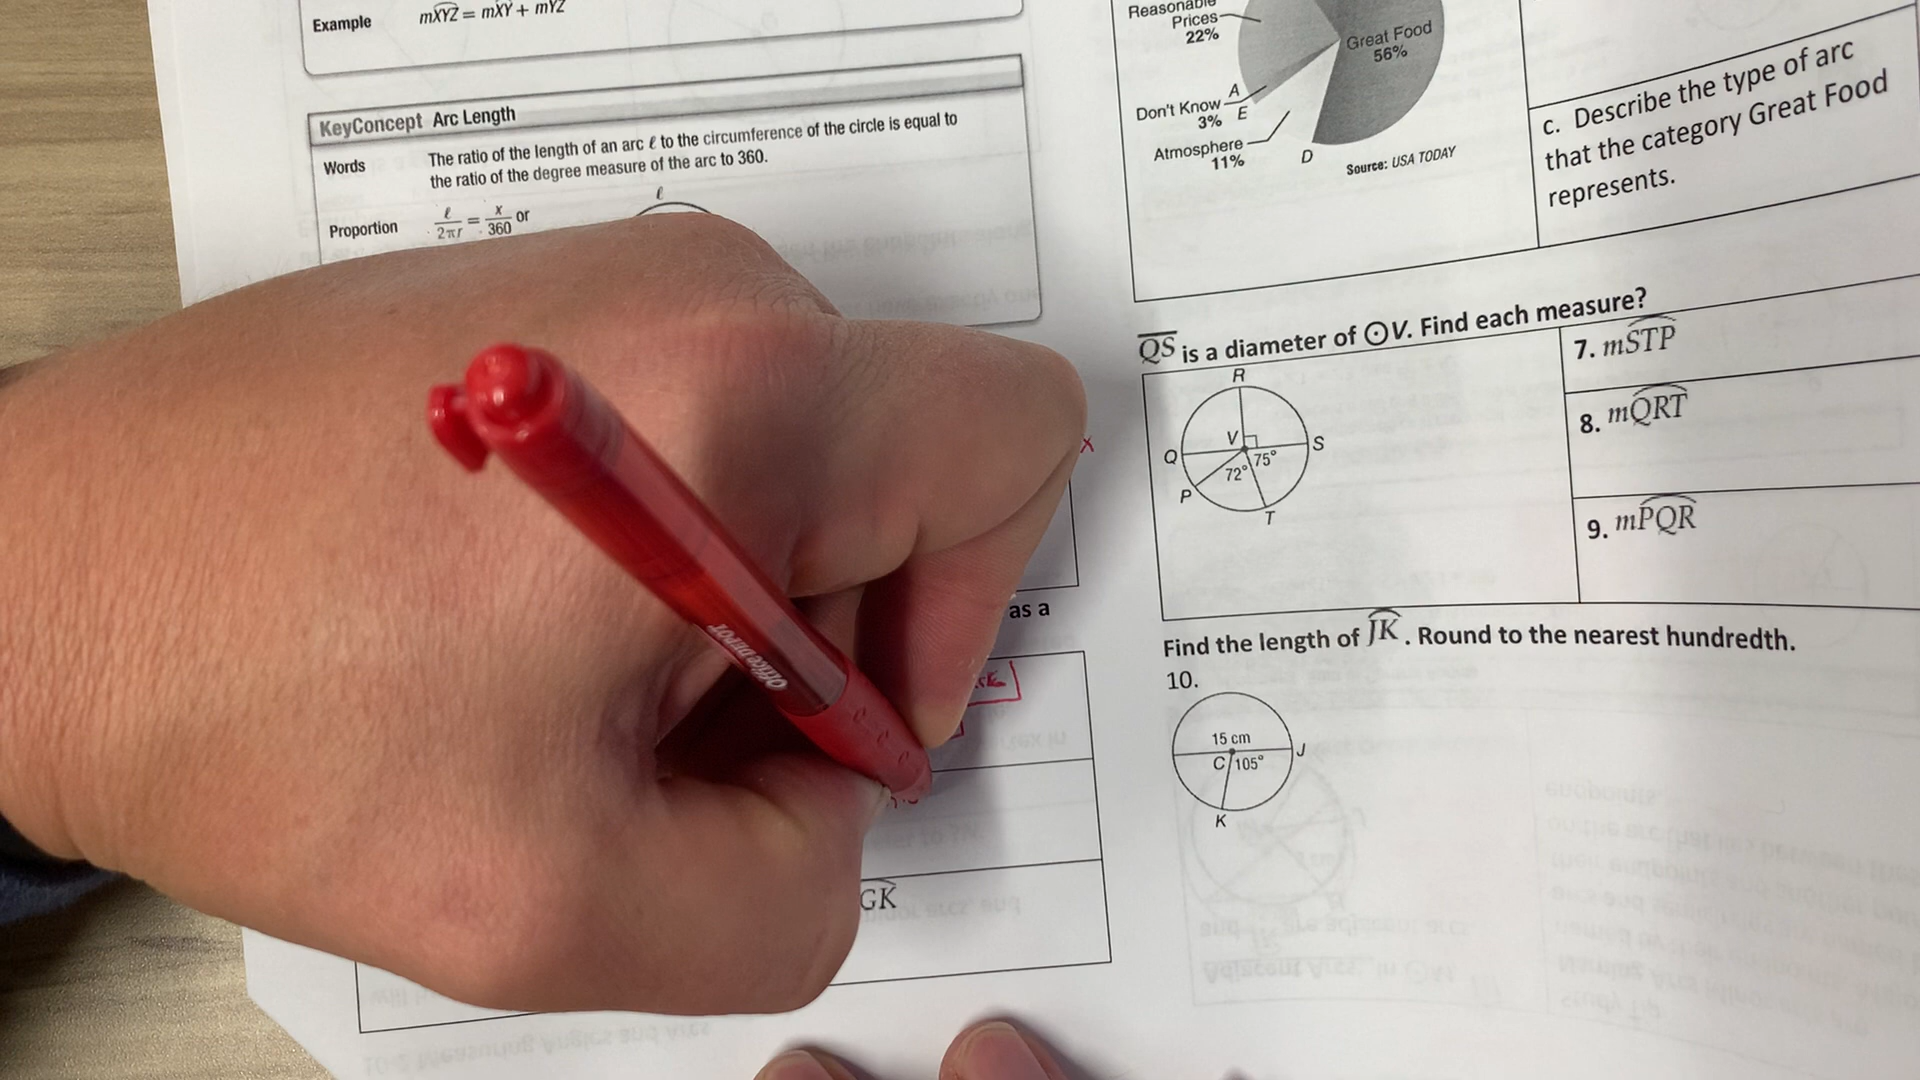 Example mXYZ = mXY + mYZ
KeyConcept Arc Length
Words The ratio of the length of an arc ℓ to the circumference of the circle is equal to
the ratio of the degree measure of the arc to 360.
ℓ
Proportion ℓ/2πr = x/360 or
x
as a
GK
Reasonable
Prices
22%
Great Food
56%
Don't Know
3%
A
E
Atmosphere
11%
D
Source: USA TODAY
c. Describe the type of arc
that the category Great Food
represents.
QS is a diameter of ⊙V. Find each measure?
R
V
S
Q
75°
72°
P
T
7. mSTP
8. mQRT
9. mPQR
Find the length of JK. Round to the nearest hundredth.
10.
15 cm
J
C 105°
K
Office DEPOT